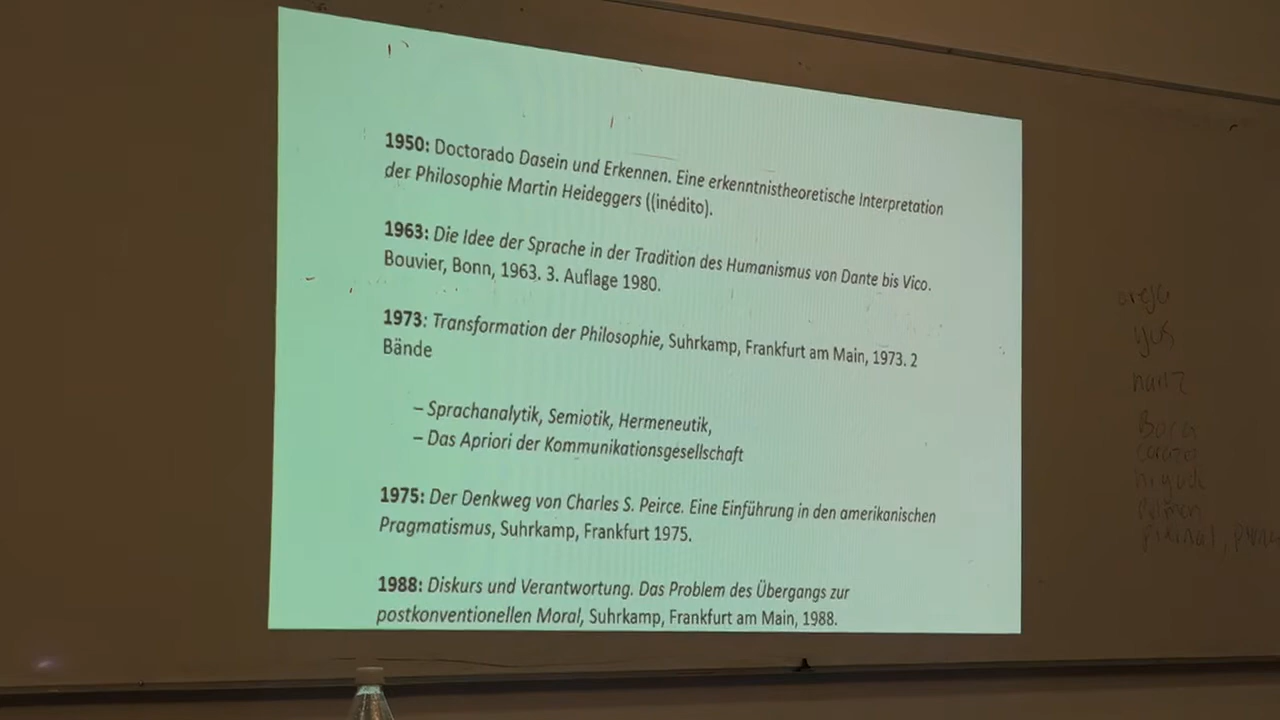 1950: Doctorado Dasein und Erkennen. Eine erkenntnistheoretische Interpretation
der Philosophie Martin Heideggers ((inédito).
1963: Die Idee der Sprache in der Tradition des Humanismus von Dante bis Vico.
Bouvier, Bonn, 1963. 3. Auflage 1980.
1973: Transformation der Philosophie, Suhrkamp, Frankfurt am Main, 1973. 2
Bände
– Sprachanalytik, Semiotik, Hermeneutik,
– Das Apriori der Kommunikationsgesellschaft
1975: Der Denkweg von Charles S. Peirce. Eine Einführung in den amerikanischen
Pragmatismus, Suhrkamp, Frankfurt 1975.
1988: Diskurs und Verantwortung. Das Problem des Übergangs zur
postkonventionellen Moral, Suhrkamp, Frankfurt am Main, 1988.